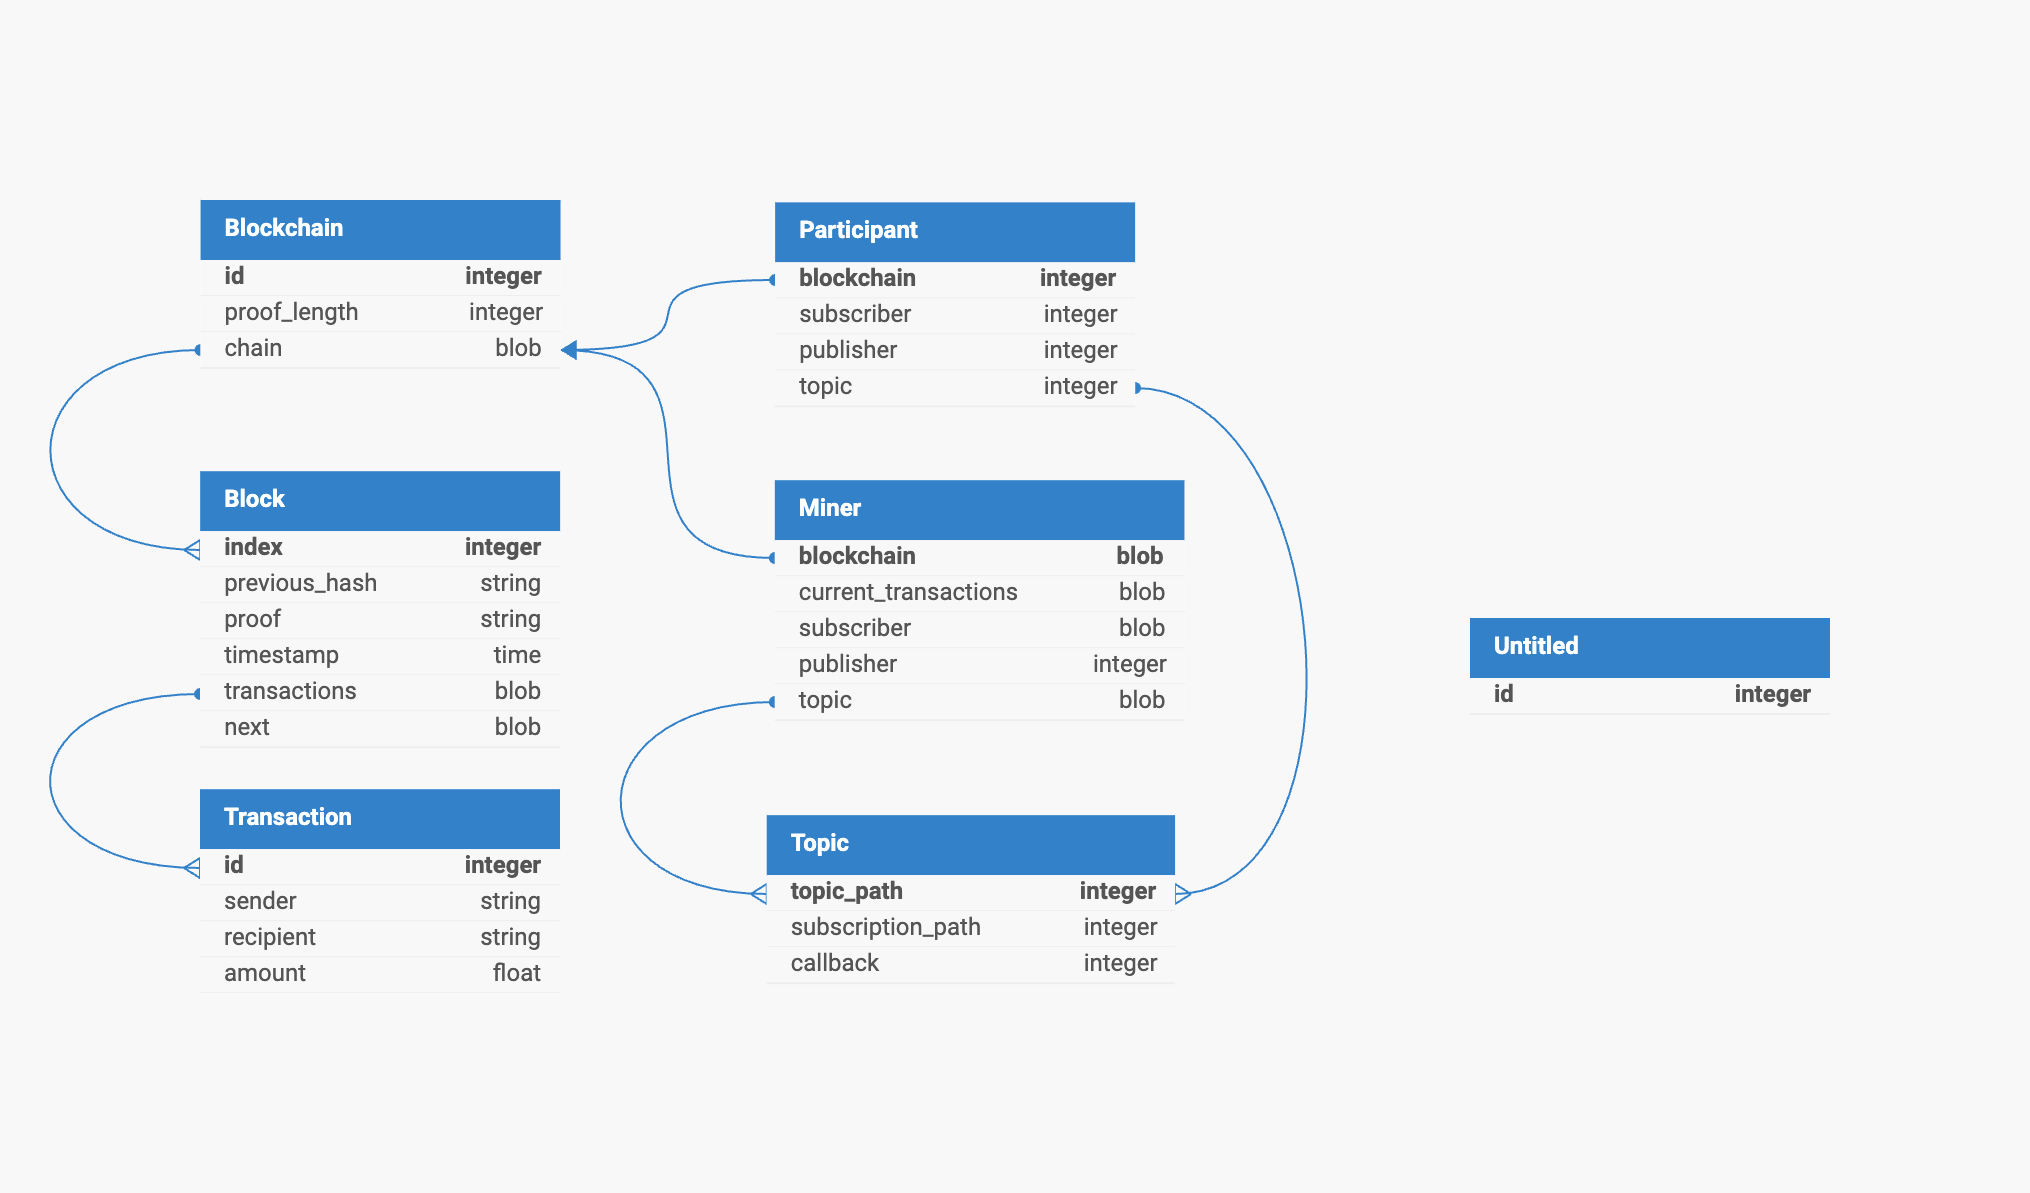 Blockchain
id integer
proof_length integer
chain blob
Block
index integer
previous_hash string
proof string
timestamp time
transactions blob
next blob
Transaction
id integer
sender string
recipient string
amount float
Participant
blockchain integer
subscriber integer
publisher integer
topic integer
Miner
blockchain blob
current_transactions blob
subscriber blob
publisher integer
topic blob
Topic
topic_path integer
subscription_path integer
callback integer
Untitled
id integer